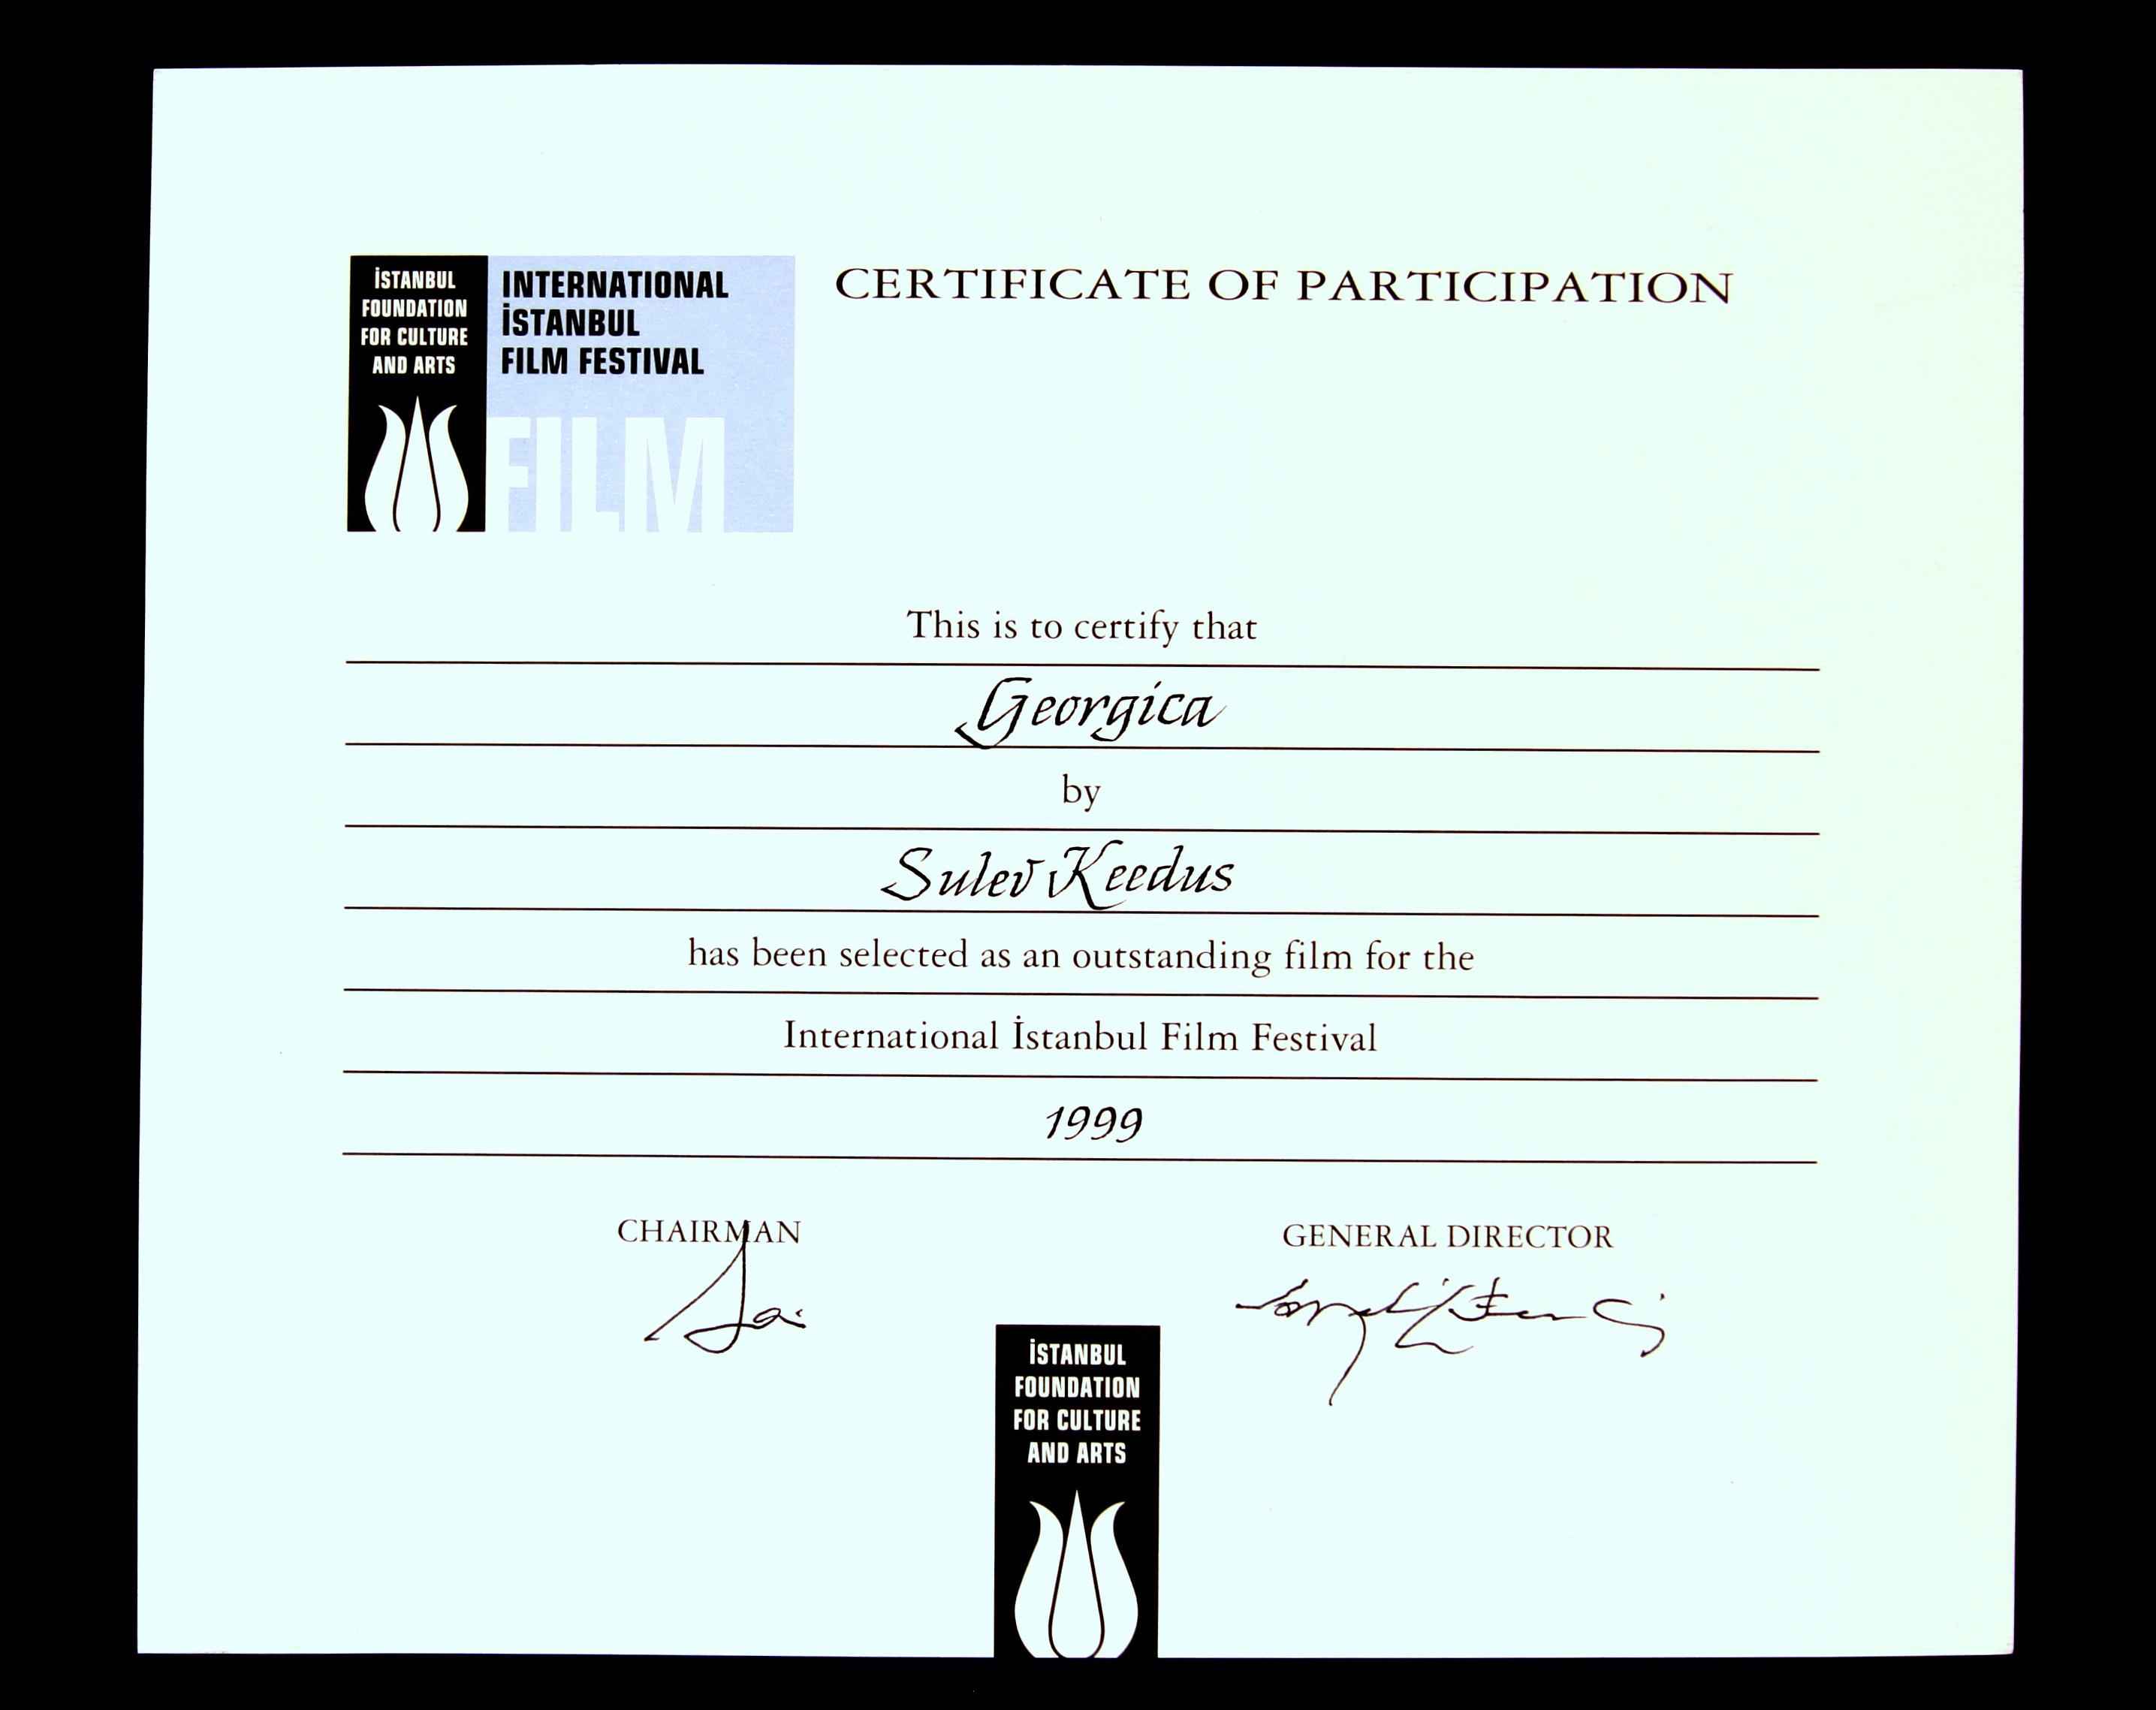 İSTANBUL
FOUNDATION
FOR CULTURE
AND ARTS
INTERNATIONAL
İSTANBUL
FILM FESTIVAL
FILM
CERTIFICATE OF PARTICIPATION
This is to certify that
Georgica
by
Sulev Keedus
has been selected as an outstanding film for the
International İstanbul Film Festival
1999
CHAIRMAN
GENERAL DIRECTOR
İSTANBUL
FOUNDATION
FOR CULTURE
AND ARTS